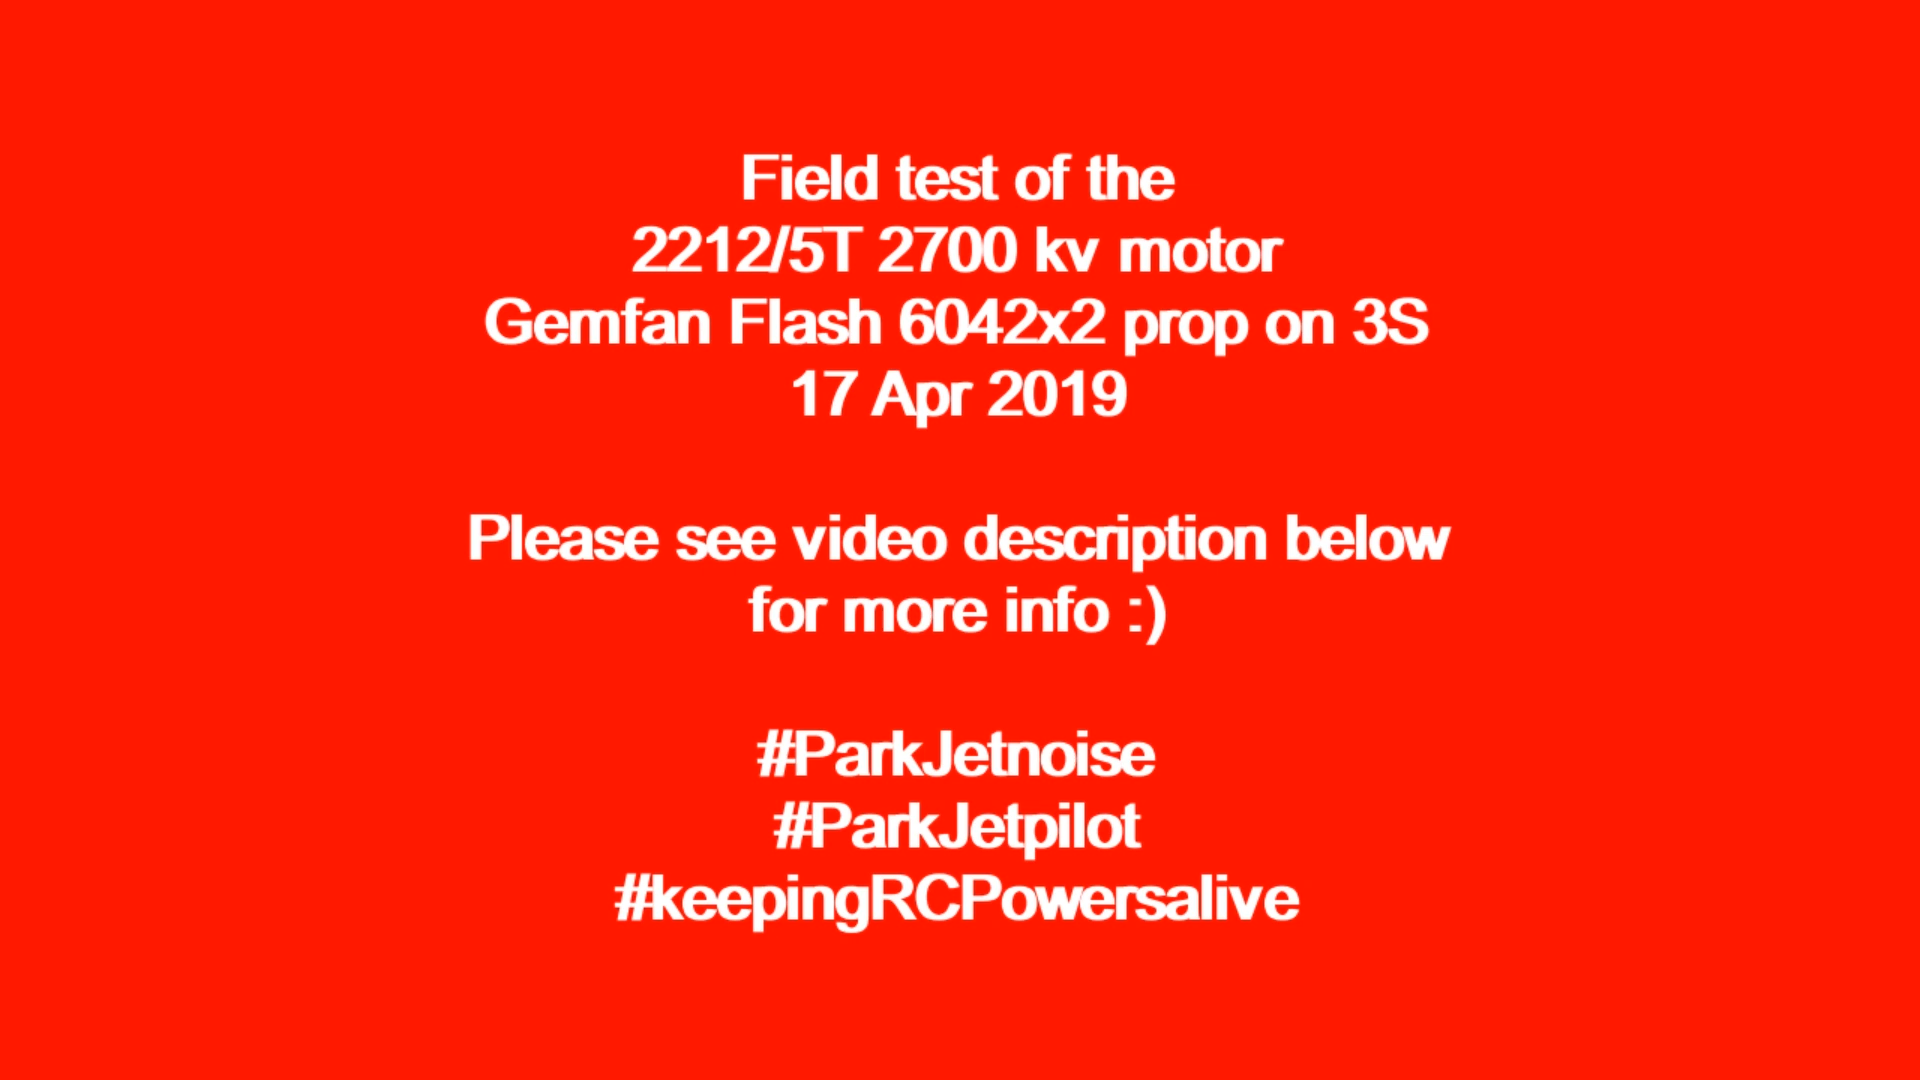 Field test of the
2212/5T 2700 kv motor
Gemfan Flash 6042x2 prop on 3S
17 Apr 2019
Please see video description below
for more info :)
#ParkJetnoise
#ParkJetpilot
#keepingRCPowersalive